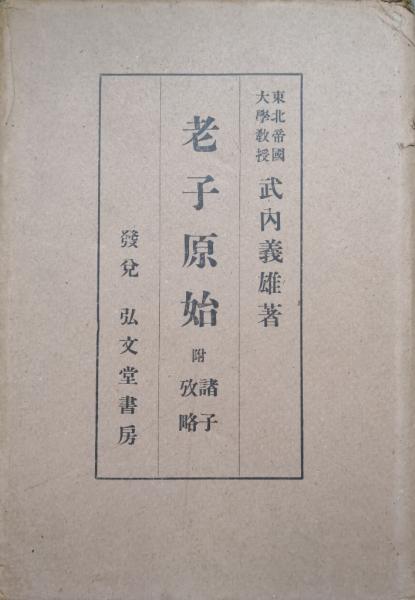 東北帝國
大學教授
武內義雄著
老子原始
附
諸子
攷略
發兌 弘文堂書房